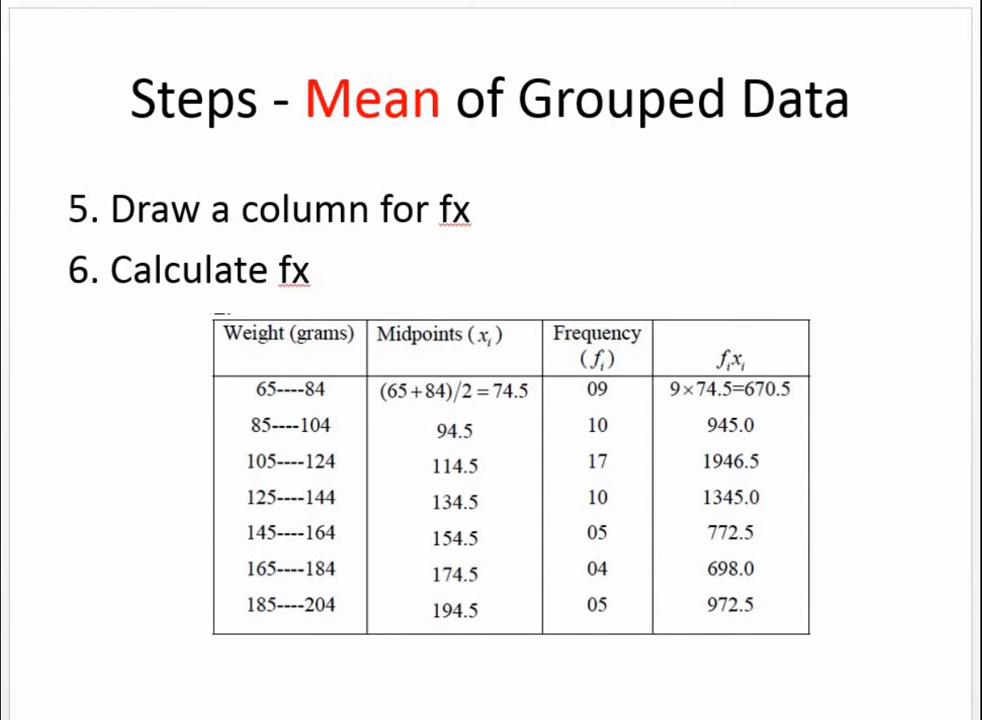 Steps - Mean of Grouped Data
5. Draw a column for fx
6. Calculate fx
Weight (grams) Midpoints (xᵢ) Frequency (fᵢ) fᵢxᵢ
65----84 (65+84)/2=74.5 09 9×74.5=670.5
85----104 94.5 10 945.0
105----124 114.5 17 1946.5
125----144 134.5 10 1345.0
145----164 154.5 05 772.5
165----184 174.5 04 698.0
185----204 194.5 05 972.5